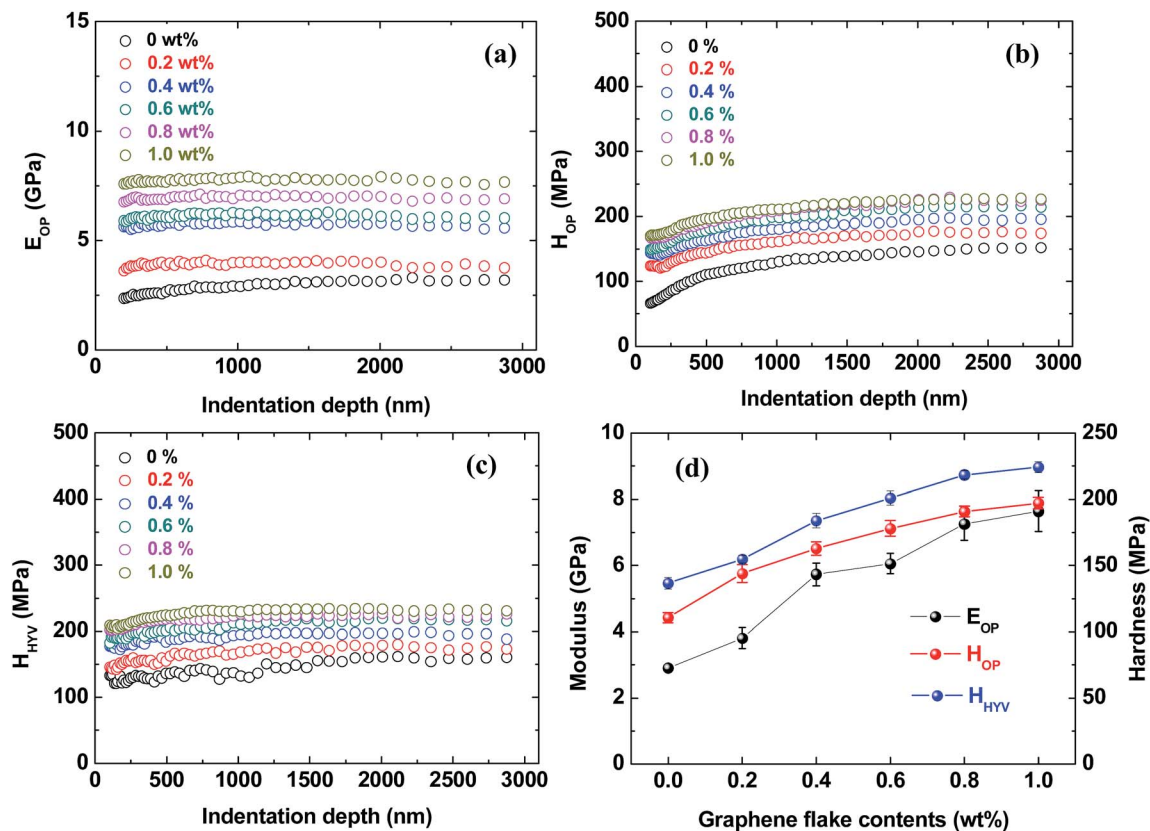 (a)
0 wt%
0.2 wt%
0.4 wt%
0.6 wt%
0.8 wt%
1.0 wt%
15
10
5
0
E_OP (GPa)
0 1000 2000 3000
Indentation depth (nm)
(b)
0 %
0.2 %
0.4 %
0.6 %
0.8 %
1.0 %
500
400
300
200
100
0
H_OP (MPa)
0 500 1000 1500 2000 2500 3000
Indentation depth (nm)
(c)
0 %
0.2 %
0.4 %
0.6 %
0.8 %
1.0 %
500
400
300
200
100
0
H_HYV (MPa)
0 500 1000 1500 2000 2500 3000
Indentation depth (nm)
(d)
10
8
6
4
2
0
Modulus (GPa)
250
200
150
100
50
0
Hardness (MPa)
E_OP
H_OP
H_HYV
0.0 0.2 0.4 0.6 0.8 1.0
Graphene flake contents (wt%)